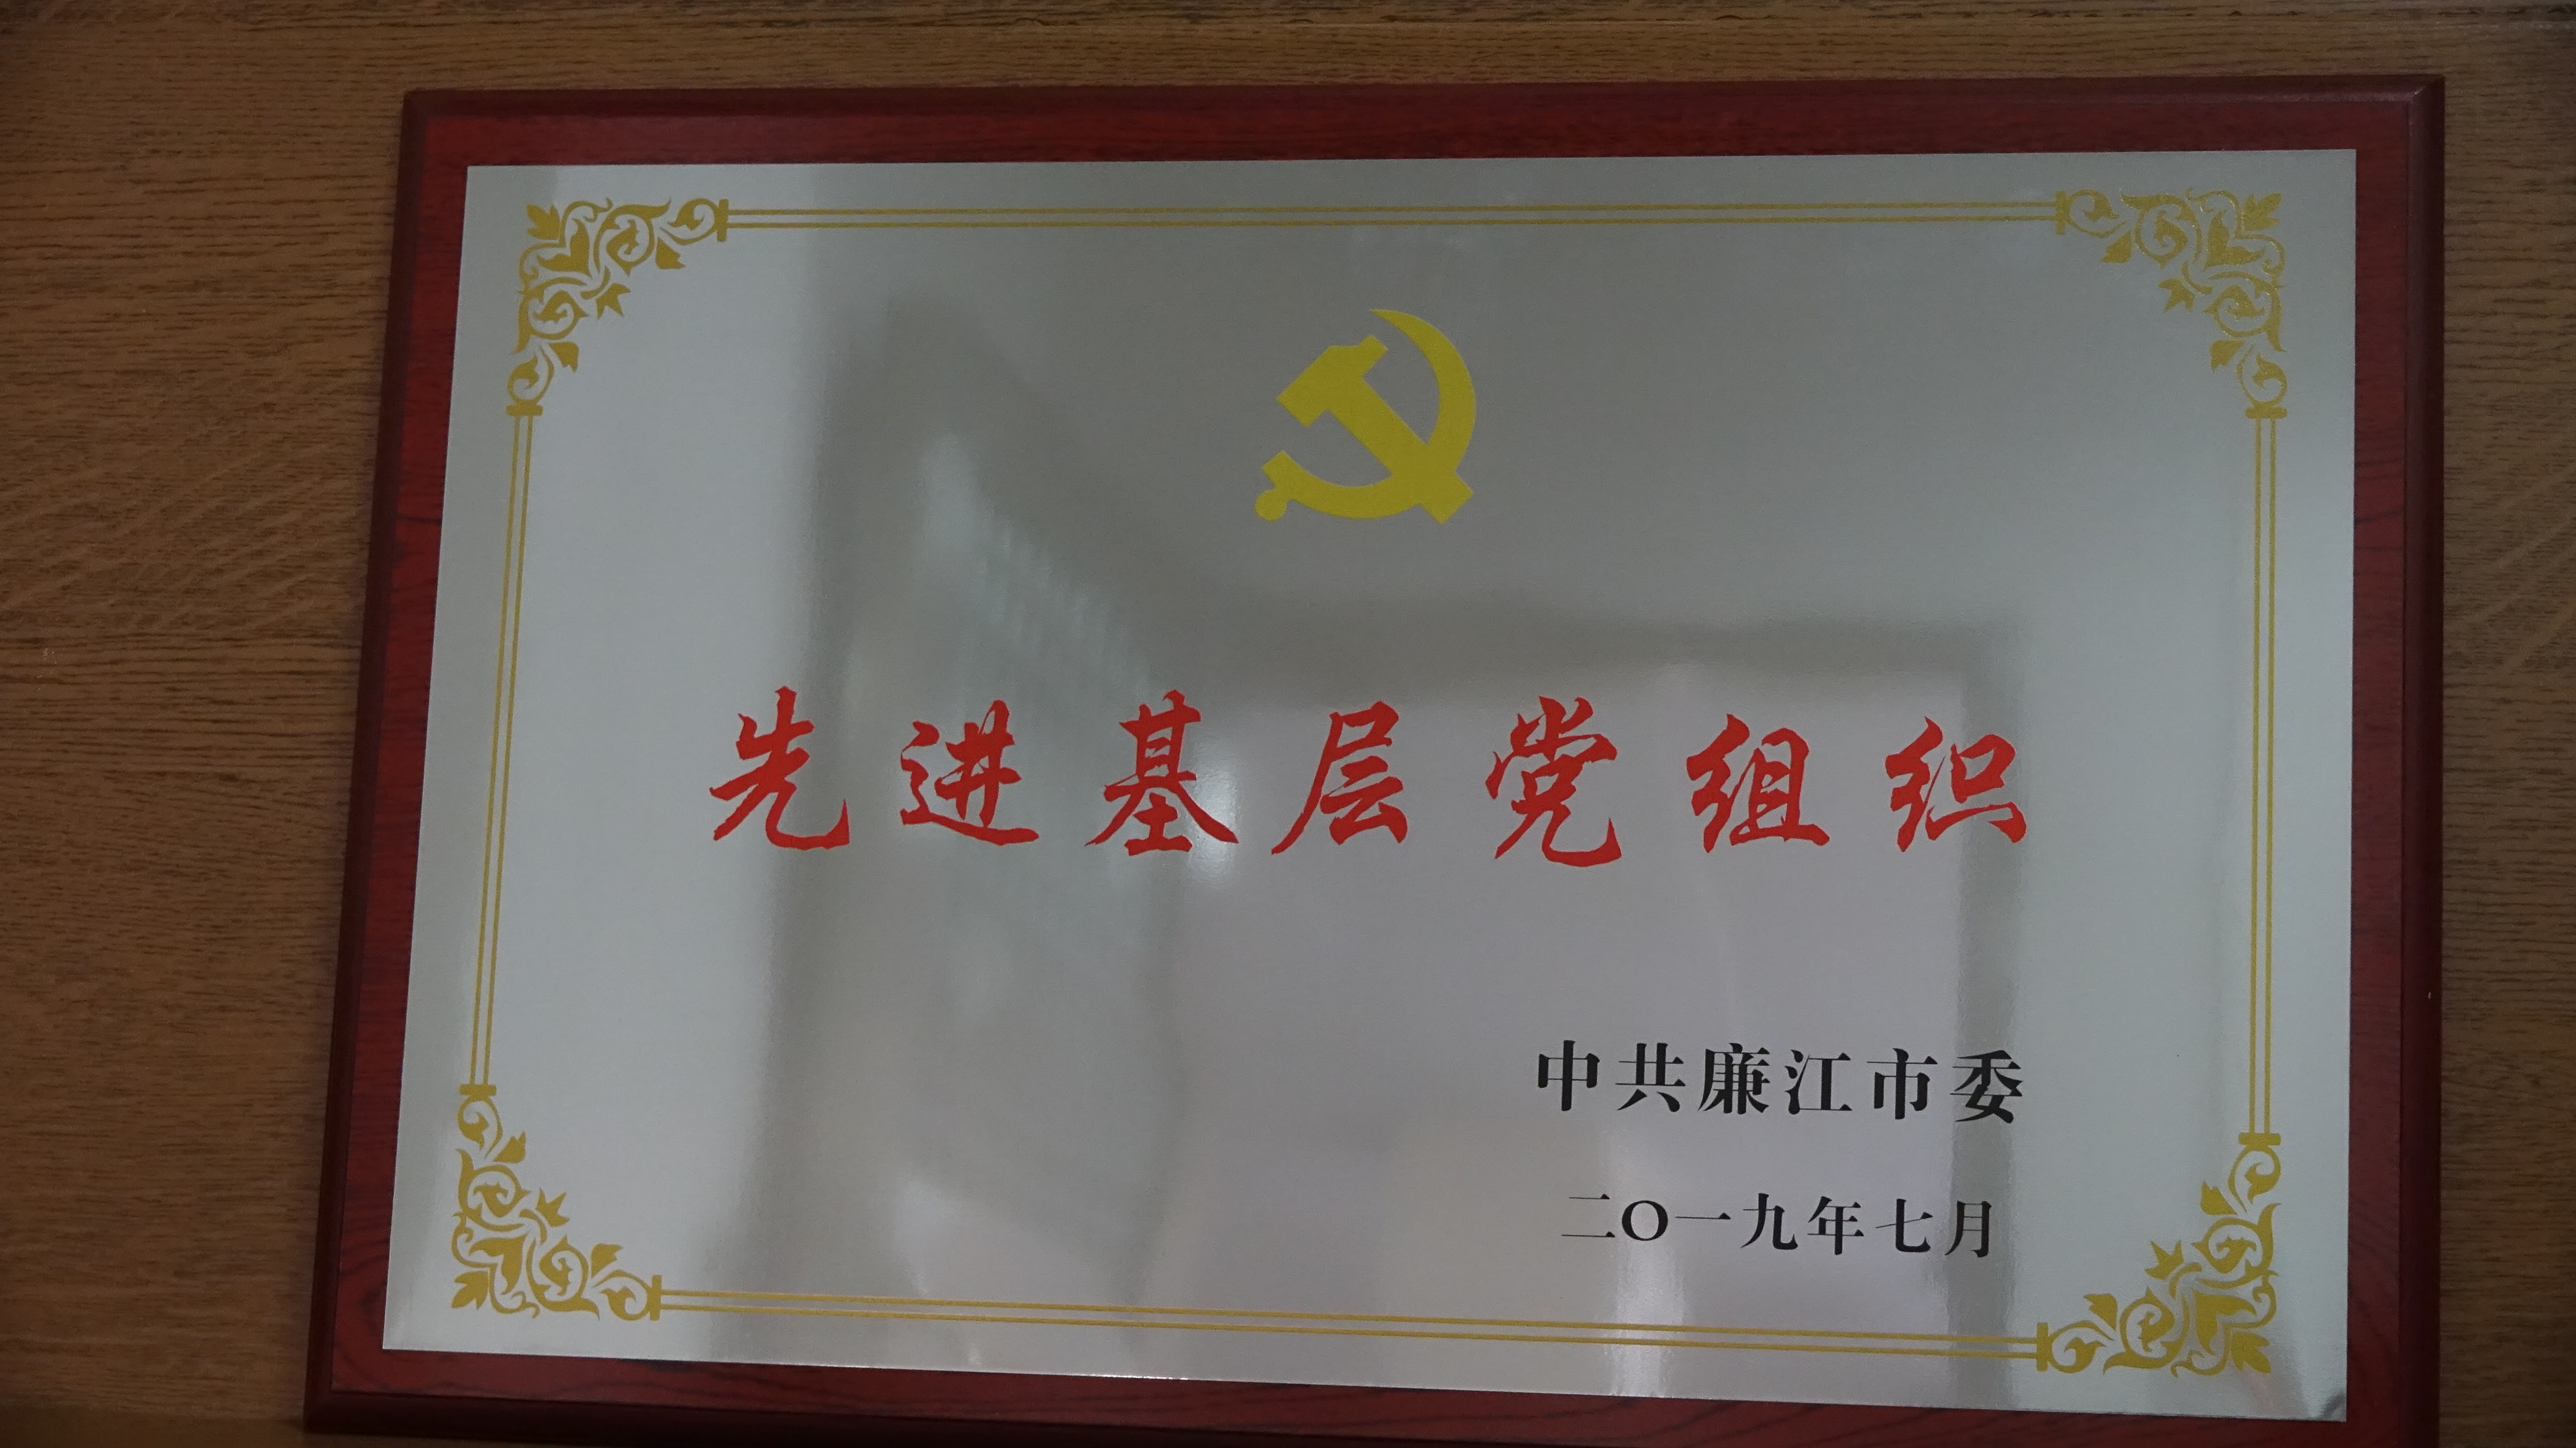 先进基层党组织
中共廉江市委
二〇一九年七月